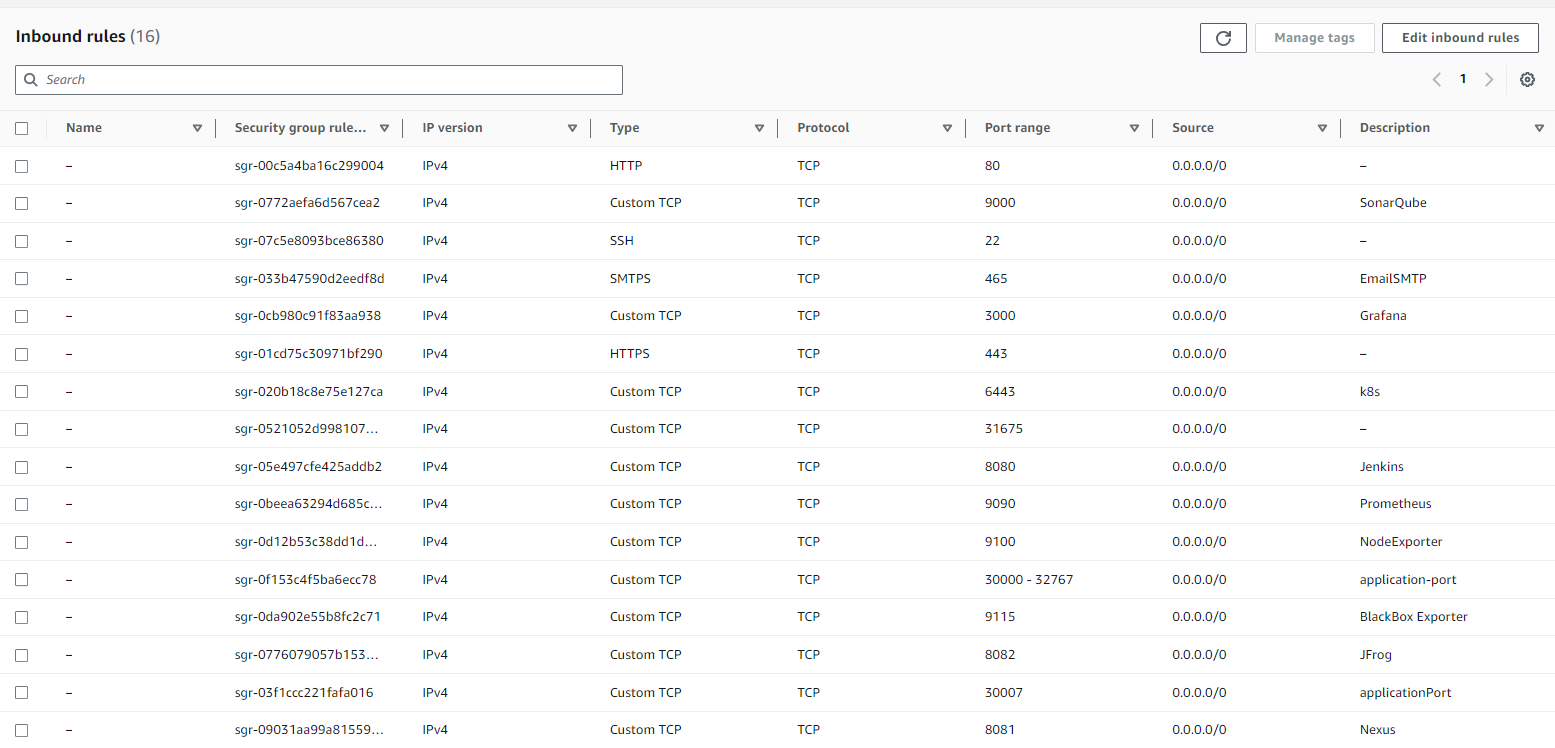 Inbound rules (16)
Manage tags
Edit inbound rules
Search
1
Name Security group rule... IP version Type Protocol Port range Source Description
– sgr-00c5a4ba16c299004 IPv4 HTTP TCP 80 0.0.0.0/0 –
– sgr-0772aefa6d567cea2 IPv4 Custom TCP TCP 9000 0.0.0.0/0 SonarQube
– sgr-07c5e8093bce86380 IPv4 SSH TCP 22 0.0.0.0/0 –
– sgr-033b47590d2eedf8d IPv4 SMTPS TCP 465 0.0.0.0/0 EmailSMTP
– sgr-0cb980c91f83aa938 IPv4 Custom TCP TCP 3000 0.0.0.0/0 Grafana
– sgr-01cd75c30971bf290 IPv4 HTTPS TCP 443 0.0.0.0/0 –
– sgr-020b18c8e75e127ca IPv4 Custom TCP TCP 6443 0.0.0.0/0 k8s
– sgr-0521052d998107... IPv4 Custom TCP TCP 31675 0.0.0.0/0 –
– sgr-05e497cfe425addb2 IPv4 Custom TCP TCP 8080 0.0.0.0/0 Jenkins
– sgr-0beea63294d685c... IPv4 Custom TCP TCP 9090 0.0.0.0/0 Prometheus
– sgr-0d12b53c38dd1d... IPv4 Custom TCP TCP 9100 0.0.0.0/0 NodeExporter
– sgr-0f153c4f5ba6ecc78 IPv4 Custom TCP TCP 30000 - 32767 0.0.0.0/0 application-port
– sgr-0da902e55b8fc2c71 IPv4 Custom TCP TCP 9115 0.0.0.0/0 BlackBox Exporter
– sgr-0776079057b153... IPv4 Custom TCP TCP 8082 0.0.0.0/0 JFrog
– sgr-03f1ccc221fafa016 IPv4 Custom TCP TCP 30007 0.0.0.0/0 applicationPort
– sgr-09031aa99a81559... IPv4 Custom TCP TCP 8081 0.0.0.0/0 Nexus